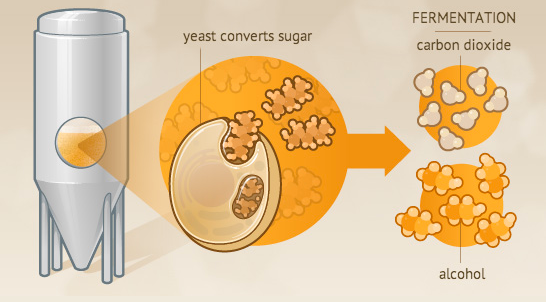 FERMENTATION
yeast converts sugar
carbon dioxide
alcohol